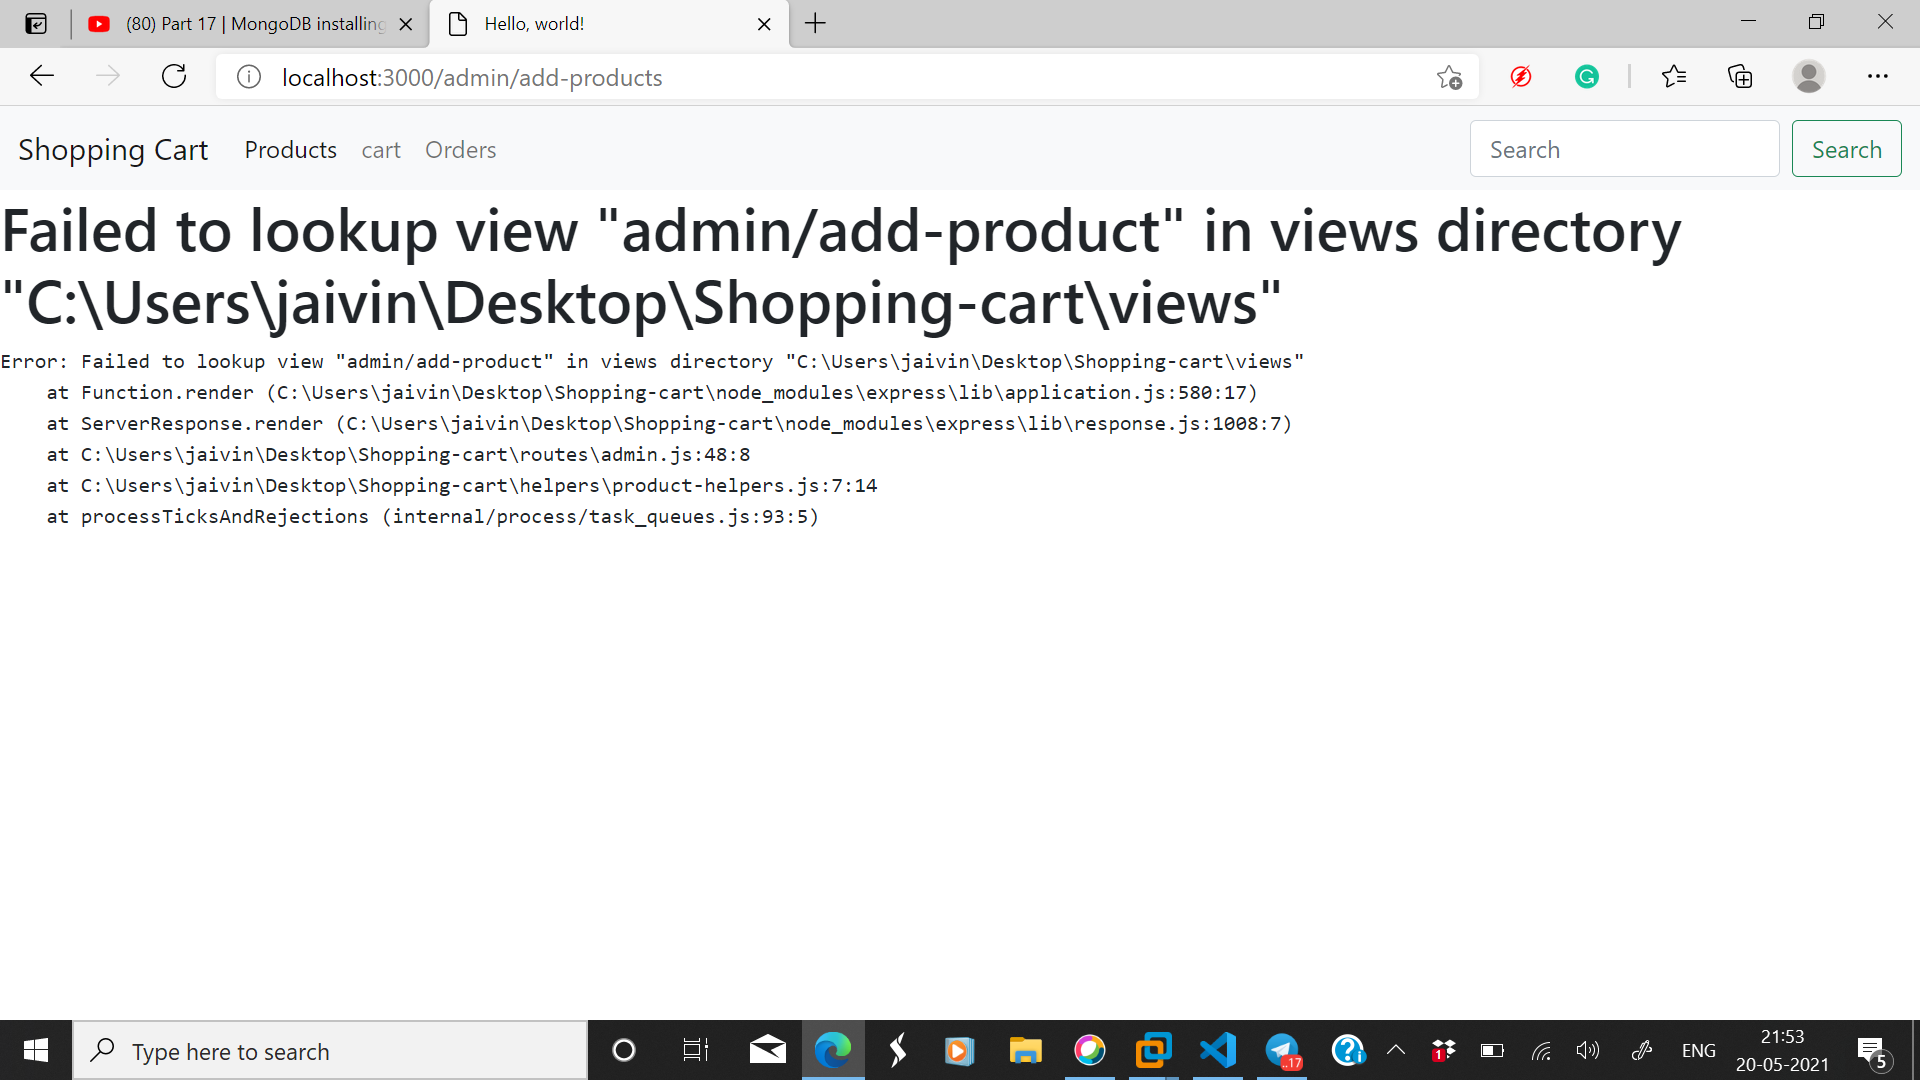 (80) Part 17 | MongoDB installing
Hello, world!
localhost:3000/admin/add-products
Shopping Cart Products cart Orders Search Search
Failed to lookup view "admin/add-product" in views directory
"C:\Users\jaivin\Desktop\Shopping-cart\views"
Error: Failed to lookup view "admin/add-product" in views directory "C:\Users\jaivin\Desktop\Shopping-cart\views"
    at Function.render (C:\Users\jaivin\Desktop\Shopping-cart\node_modules\express\lib\application.js:580:17)
    at ServerResponse.render (C:\Users\jaivin\Desktop\Shopping-cart\node_modules\express\lib\response.js:1008:7)
    at C:\Users\jaivin\Desktop\Shopping-cart\routes\admin.js:48:8
    at C:\Users\jaivin\Desktop\Shopping-cart\helpers\product-helpers.js:7:14
    at processTicksAndRejections (internal/process/task_queues.js:93:5)
Type here to search
..17
1
ENG
21:53
20-05-2021
5